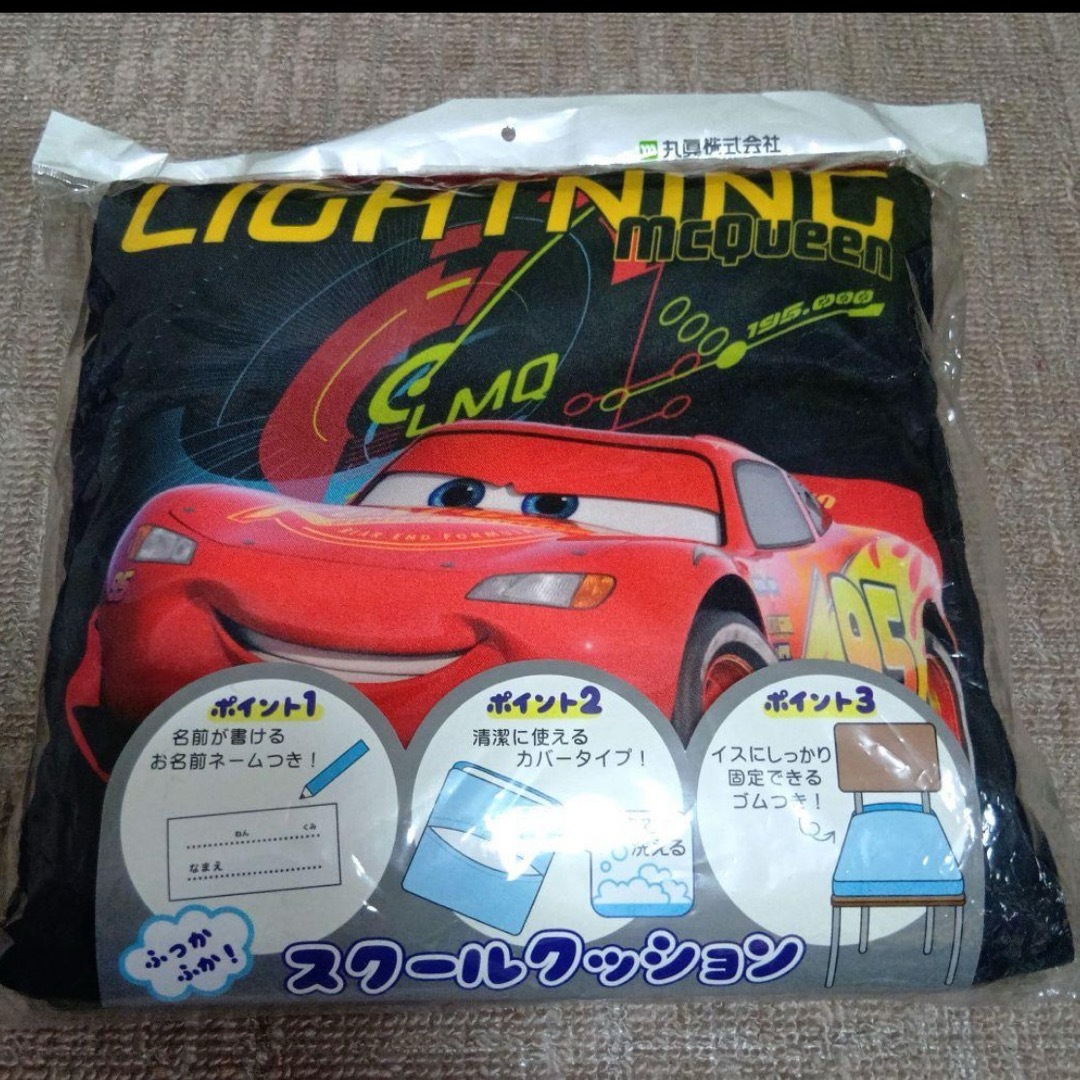 丸眞株式会社
LIGHTNING
McQueen
195.000
LMQ
95
95
ポイント1
名前が書ける
お名前ネームつき!
ねん くみ
なまえ
ポイント2
清潔に使える
カバータイプ!
洗える
ポイント3
イスにしっかり
固定できる
ゴムつき!
ふっか
ふか!
スクールクッション